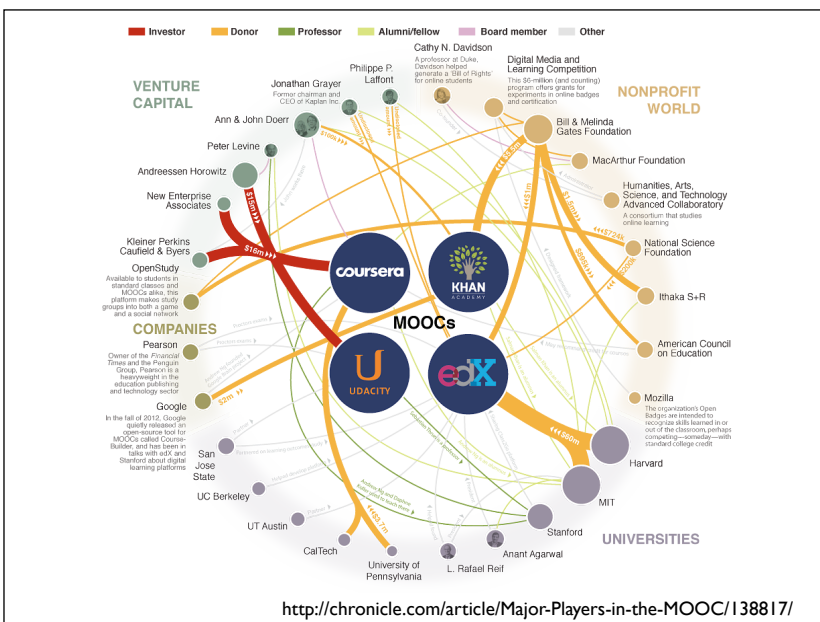 Investor
Donor
Professor
Alumni/fellow
Board member
Other
VENTURE
CAPITAL
Philippe P.
Laffont
Jonathan Grayer
Former chairman and
CEO of Kaplan Inc.
Ann & John Doerr
Peter Levine
Andreessen Horowitz
New Enterprise
Associates
Kleiner Perkins
Caufield & Byers
Cathy N. Davidson
A professor at Duke,
Davidson helped
generate a 'Bill of Rights'
for online students
Digital Media and
Learning Competition
This $6-million (and counting)
program offers grants for
experiments in online badges
and certification
NONPROFIT
WORLD
Bill & Melinda
Gates Foundation
MacArthur Foundation
Humanities, Arts,
Science, and Technology
Advanced Collaboratory
A consortium that studies
online learning
National Science
Foundation
Ithaka S+R
American Council
on Education
Mozilla
The organization's Open
Badges are intended to
recognize skills learned in or
out of the classroom, perhaps
competing—someday—with
standard college credit
OpenStudy
Available to students in
standard classes and
MOOCs alike, this
platform makes study
groups into both a game
and a social network
COMPANIES
Pearson
Owner of the Financial
Times and the Penguin
Group, Pearson is a
heavyweight in the
education publishing
and technology sector
Google
In the fall of 2012, Google
quietly released an
open-source tool for
MOOCs called Course-
Builder, and has been in
talks with edX and
Stanford about digital
learning platforms
coursera
KHAN
ACADEMY
MOOCs
UDACITY
edX
$15m
$16m
$2m
$3.7m
$60m
$1m
$724k
San
Jose
State
UC Berkeley
UT Austin
CalTech
University of
Pennsylvania
L. Rafael Reif
Anant Agarwal
Stanford
MIT
Harvard
UNIVERSITIES
http://chronicle.com/article/Major-Players-in-the-MOOC/138817/